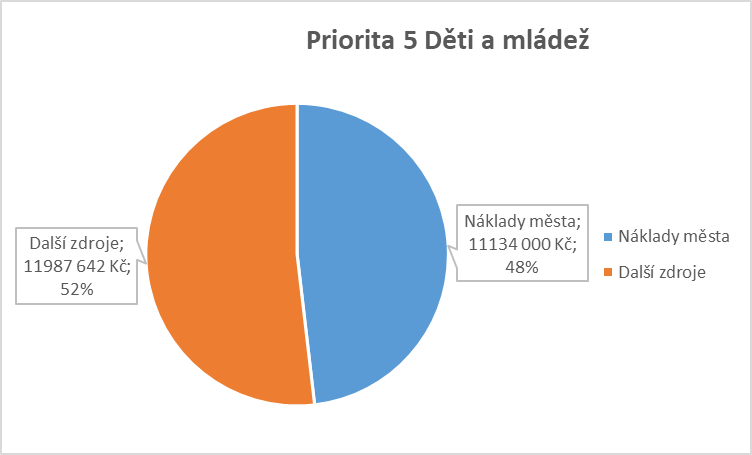 Priorita 5 Děti a mládež
Další zdroje;
11987 642 Kč;
52%
Náklady města;
11134 000 Kč;
48%
Náklady města
Další zdroje